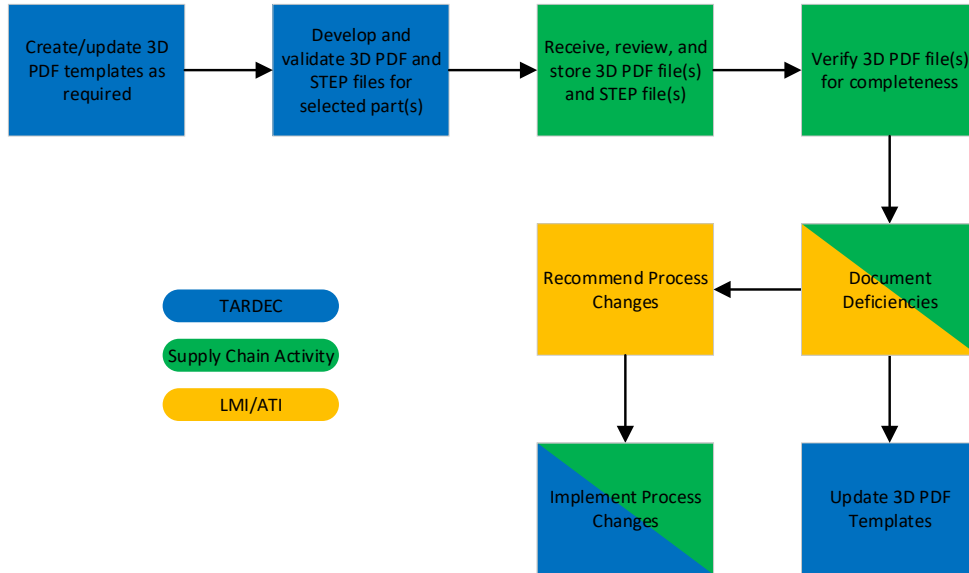 Create/update 3D
PDF templates as
required
Develop and
validate 3D PDF and
STEP files for
selected part(s)
Receive, review, and
store 3D PDF file(s)
and STEP file(s)
Verify 3D PDF file(s)
for completeness
Recommend Process
Changes
Document
Deficiencies
TARDEC
Supply Chain Activity
LMI/ATI
Implement Process
Changes
Update 3D PDF
Templates